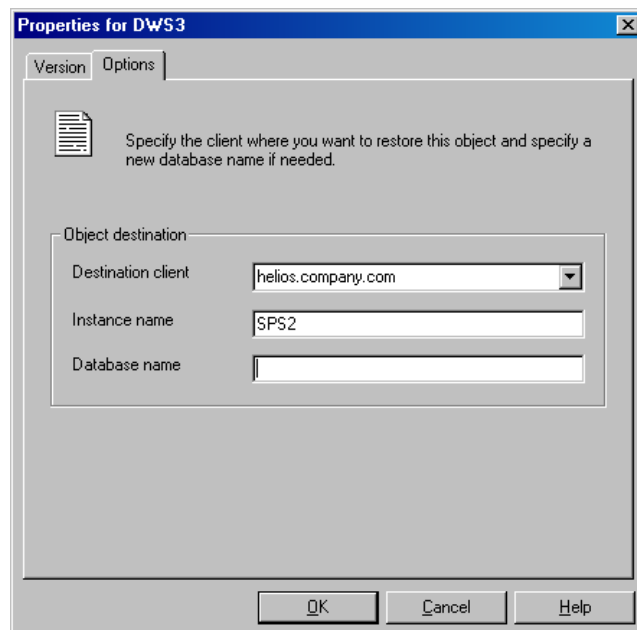 Properties for DWS3
Version Options
Specify the client where you want to restore this object and specify a
new database name if needed.
Object destination
Destination client helios.company.com
Instance name SPS2
Database name
OK Cancel Help